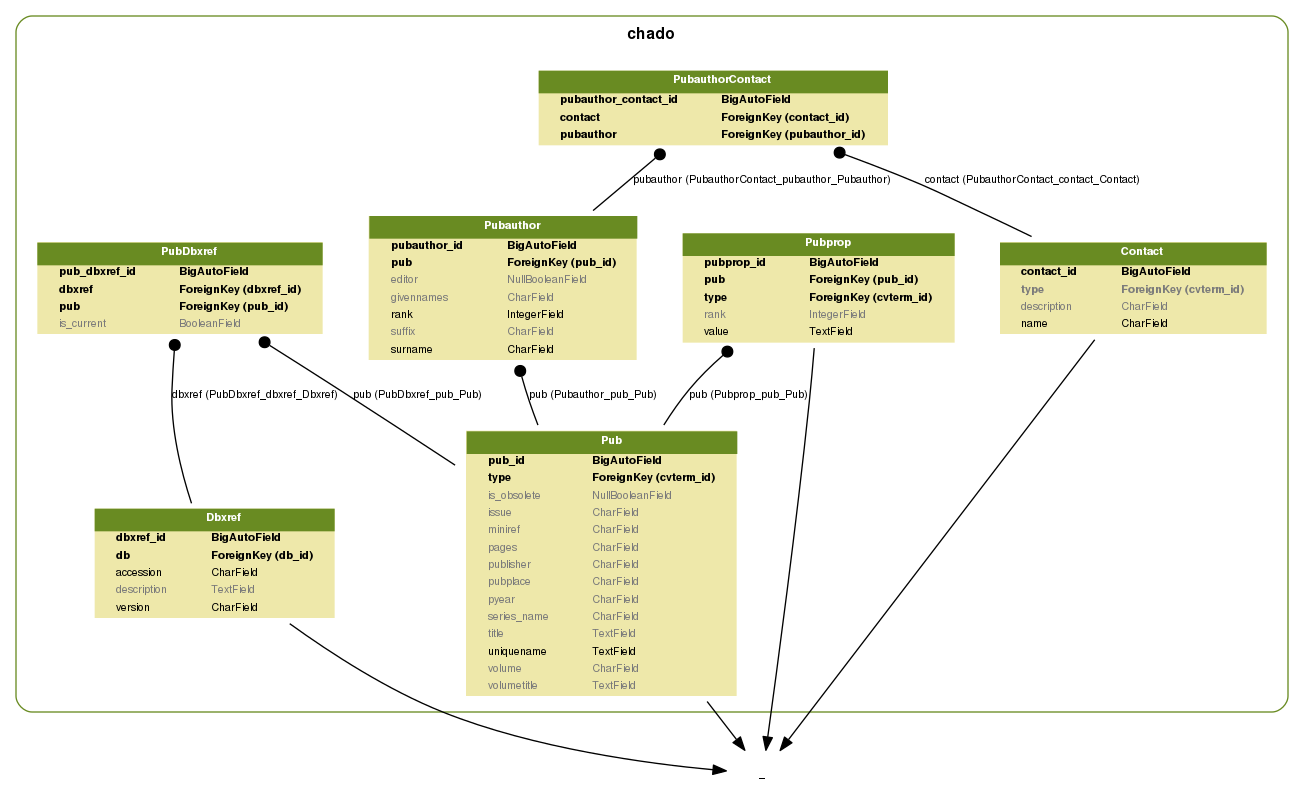 chado
PubauthorContact
pubauthor_contact_id BigAutoField
contact ForeignKey (contact_id)
pubauthor ForeignKey (pubauthor_id)
pubauthor (PubauthorContact_pubauthor_Pubauthor)
contact (PubauthorContact_contact_Contact)
PubDbxref
pub_dbxref_id BigAutoField
dbxref ForeignKey (dbxref_id)
pub ForeignKey (pub_id)
is_current BooleanField
Pubauthor
pubauthor_id BigAutoField
pub ForeignKey (pub_id)
editor NullBooleanField
givennames CharField
rank IntegerField
suffix CharField
surname CharField
Pubprop
pubprop_id BigAutoField
pub ForeignKey (pub_id)
type ForeignKey (cvterm_id)
rank IntegerField
value TextField
Contact
contact_id BigAutoField
type ForeignKey (cvterm_id)
description CharField
name CharField
dbxref (PubDbxref_dbxref_Dbxref)
pub (PubDbxref_pub_Pub)
pub (Pubauthor_pub_Pub)
pub (Pubprop_pub_Pub)
Dbxref
dbxref_id BigAutoField
db ForeignKey (db_id)
accession CharField
description TextField
version CharField
Pub
pub_id BigAutoField
type ForeignKey (cvterm_id)
is_obsolete NullBooleanField
issue CharField
miniref CharField
pages CharField
publisher CharField
pubplace CharField
pyear CharField
series_name CharField
title TextField
uniquename TextField
volume CharField
volumetitle TextField
_